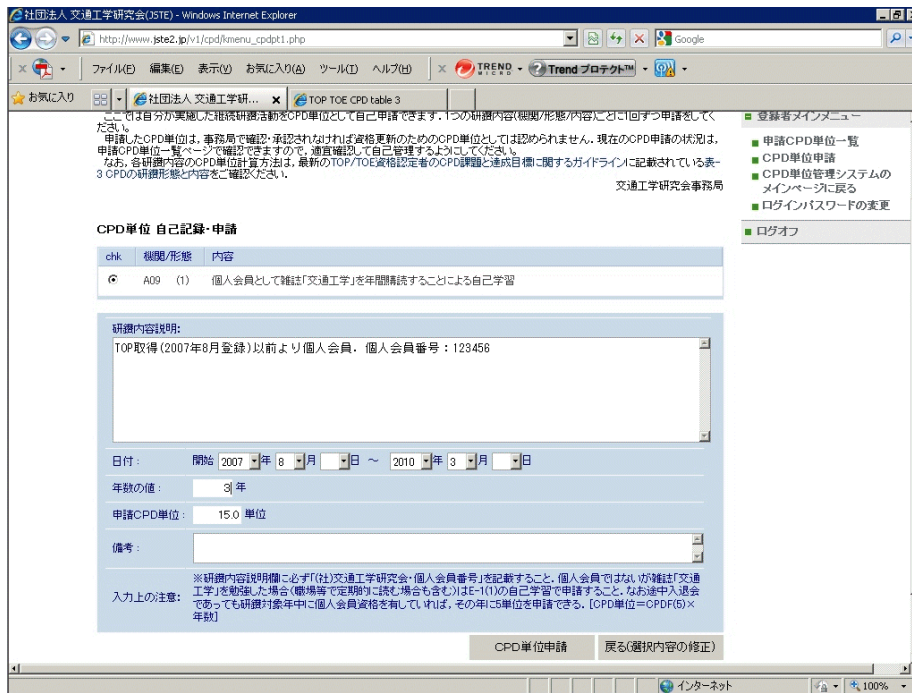 社団法人 交通工学研究会(JSTE) - Windows Internet Explorer
http://www.jste2.jp/v1/cpd/kmenu_cpdpt1.php
Google
ファイル(F) 編集(E) 表示(V) お気に入り(A) ツール(T) ヘルプ(H)
TREND MICRO
Trend プロテクト™
お気に入り
社団法人 交通工学研...
TOP TOE CPD table 3
ここでは自分が実施した継続研鑽活動をCPD単位として自己申請できます。1つの研鑽内容(機関/形態/内容)ごとに1回ずつ申請をしてく
ださい。
申請したCPD単位は、事務局で確認・承認されなければ資格更新のためのCPD単位としては認められません。現在のCPD申請の状況は、
申請CPD単位一覧ページで確認できますので、適宜確認して自己管理するようにしてください。
なお、各研鑽内容のCPD単位計算方法は、最新のTOP/TOE資格認定者のCPD課題と達成目標に関するガイドラインに記載されている表-
3 CPDの研鑽形態と内容をご確認ください.
交通工学研究会事務局
登録者メインメニュー
申請CPD単位一覧
CPD単位申請
CPD単位管理システムの
メインページに戻る
ログインパスワードの変更
ログオフ
CPD単位 自己記録・申請
chk 機関/形態 内容
A09 (1) 個人会員として雑誌「交通工学」を年間購読することによる自己学習
研鑽内容説明:
TOP取得(2007年8月登録)以前より個人会員. 個人会員番号:123456
日付: 開始 2007 年 8 月 日 ～ 2010 年 3 月 日
年数の値: 3 年
申請CPD単位: 15.0 単位
備考:
入力上の注意:
※研鑽内容説明欄に必ず「(社)交通工学研究会・個人会員番号」を記載すること. 個人会員ではないが雑誌「交通
工学」を勉強した場合(職場等で定期的に読む場合も含む)はE-1(1)の自己学習で申請すること. なお途中入退会
であっても研鑽対象年中に個人会員資格を有していれば, その年に5単位を申請できる. [CPD単位=CPDF(5)×
年数]
CPD単位申請
戻る(選択内容の修正)
インターネット
100%